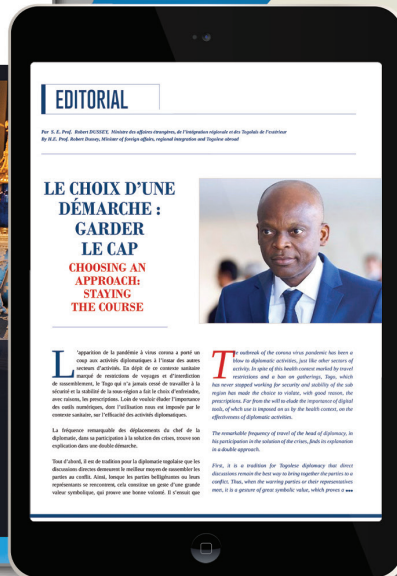 EDITORIAL
Par S. E. Prof. Robert DUSSEY, Ministre des affaires étrangères, de l'intégration régionale et des Togolais de l'extérieur
By H.E. Prof. Robert Dussey, Minister of foreign affairs, regional integration and Togolese abroad
LE CHOIX D'UNE
DÉMARCHE :
GARDER
LE CAP
CHOOSING AN
APPROACH:
STAYING
THE COURSE
L'apparition de la pandémie à virus corona a porté un
coup aux activités diplomatiques à l'instar des autres
secteurs d'activités. En dépit de ce contexte sanitaire
marqué de restrictions de voyages et d'interdiction
de rassemblement, le Togo qui n'a jamais cessé de travailler à la
sécurité et la stabilité de la sous-région a fait le choix d'enfreindre,
avec raisons, les prescriptions. Loin de vouloir éluder l'importance
des outils numériques, dont l'utilisation nous est imposée par le
contexte sanitaire, sur l'efficacité des activités diplomatiques.
La fréquence remarquable des déplacements du chef de la
diplomatie, dans sa participation à la solution des crises, trouve son
explication dans une double démarche.
Tout d'abord, il est de tradition pour la diplomatie togolaise que les
discussions directes demeurent le meilleur moyen de rassembler les
parties au conflit. Ainsi, lorsque les parties belligérantes ou leurs
représentants se rencontrent, cela constitue un geste d'une grande
valeur symbolique, qui prouve une bonne volonté. Il s'ensuit que
The outbreak of the corona virus pandemic has been a
blow to diplomatic activities, just like other sectors of
activity. In spite of this health context marked by travel
restrictions and a ban on gatherings, Togo, which
has never stopped working for security and stability of the sub
region has made the choice to violate, with good reason, the
prescriptions. Far from the will to elude the importance of digital
tools, of which use is imposed on us by the health context, on the
effectiveness of diplomatic activities.
The remarkable frequency of travel of the head of diplomacy, in
his participation in the solution of the crises, finds its explanation
in a double approach.
First, it is a tradition for Togolese diplomacy that direct
discussions remain the best way to bring together the parties to a
conflict. Thus, when the warring parties or their representatives
meet, it is a gesture of great symbolic value, which proves a